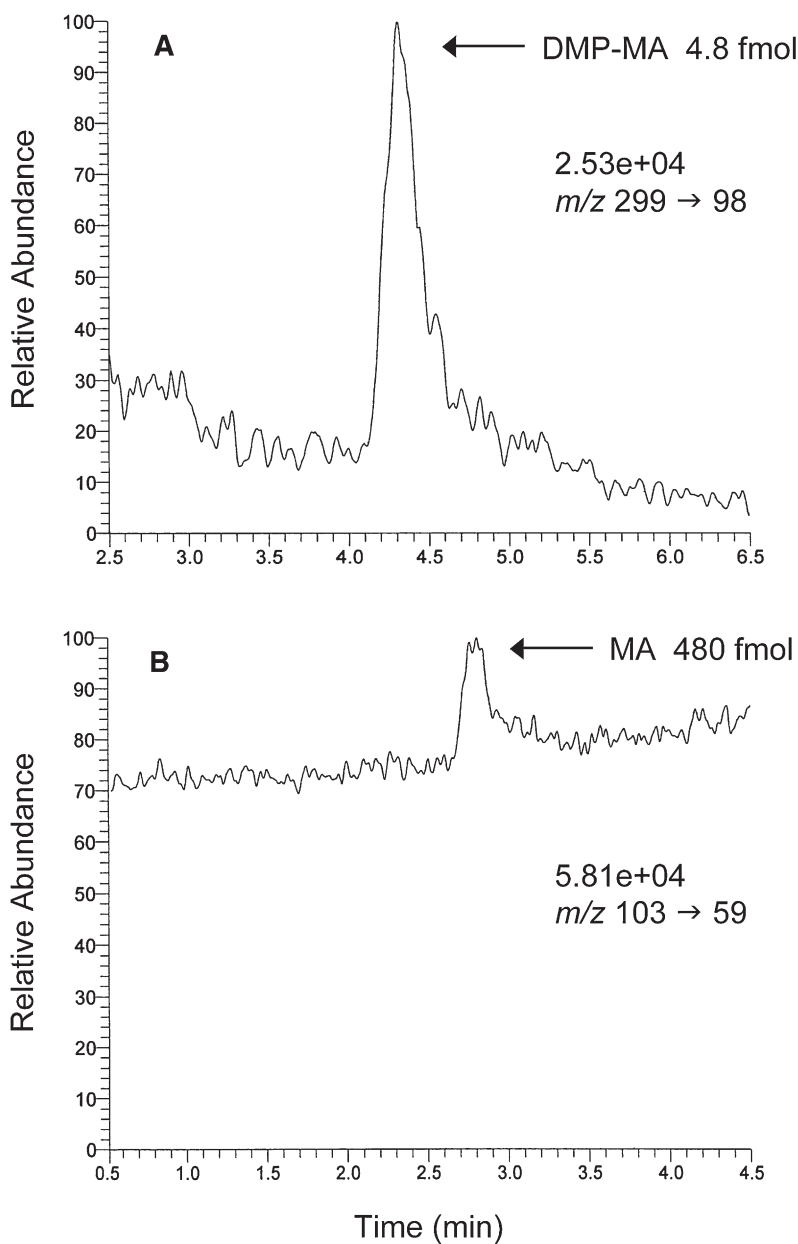 A
DMP-MA 4.8 fmol
2.53e+04
m/z 299 → 98
Relative Abundance
100
90
80
70
60
50
40
30
20
10
0
2.5 3.0 3.5 4.0 4.5 5.0 5.5 6.0 6.5
B
MA 480 fmol
5.81e+04
m/z 103 → 59
Relative Abundance
100
90
80
70
60
50
40
30
20
10
0
0.5 1.0 1.5 2.0 2.5 3.0 3.5 4.0 4.5
Time (min)